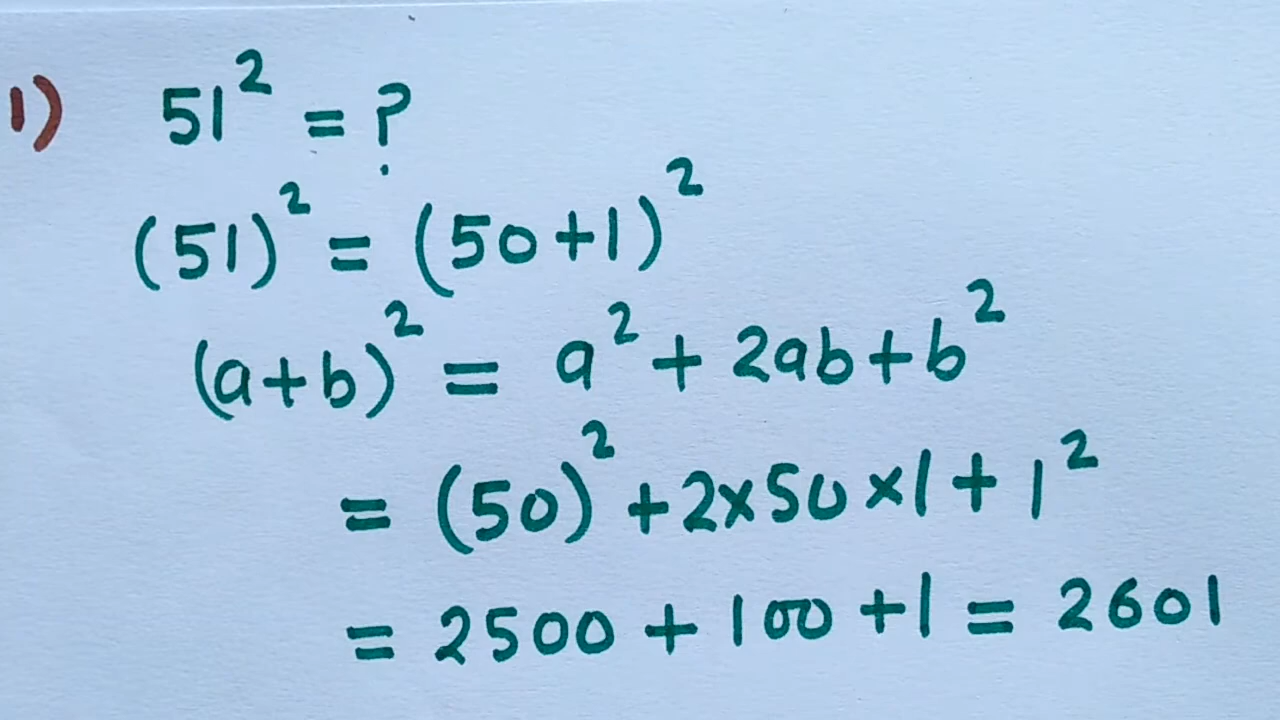 1) 51² = ?
(51)² = (50+1)²
(a+b)² = a² + 2ab + b²
= (50)² + 2×50×1 + 1²
= 2500 + 100 + 1 = 2601